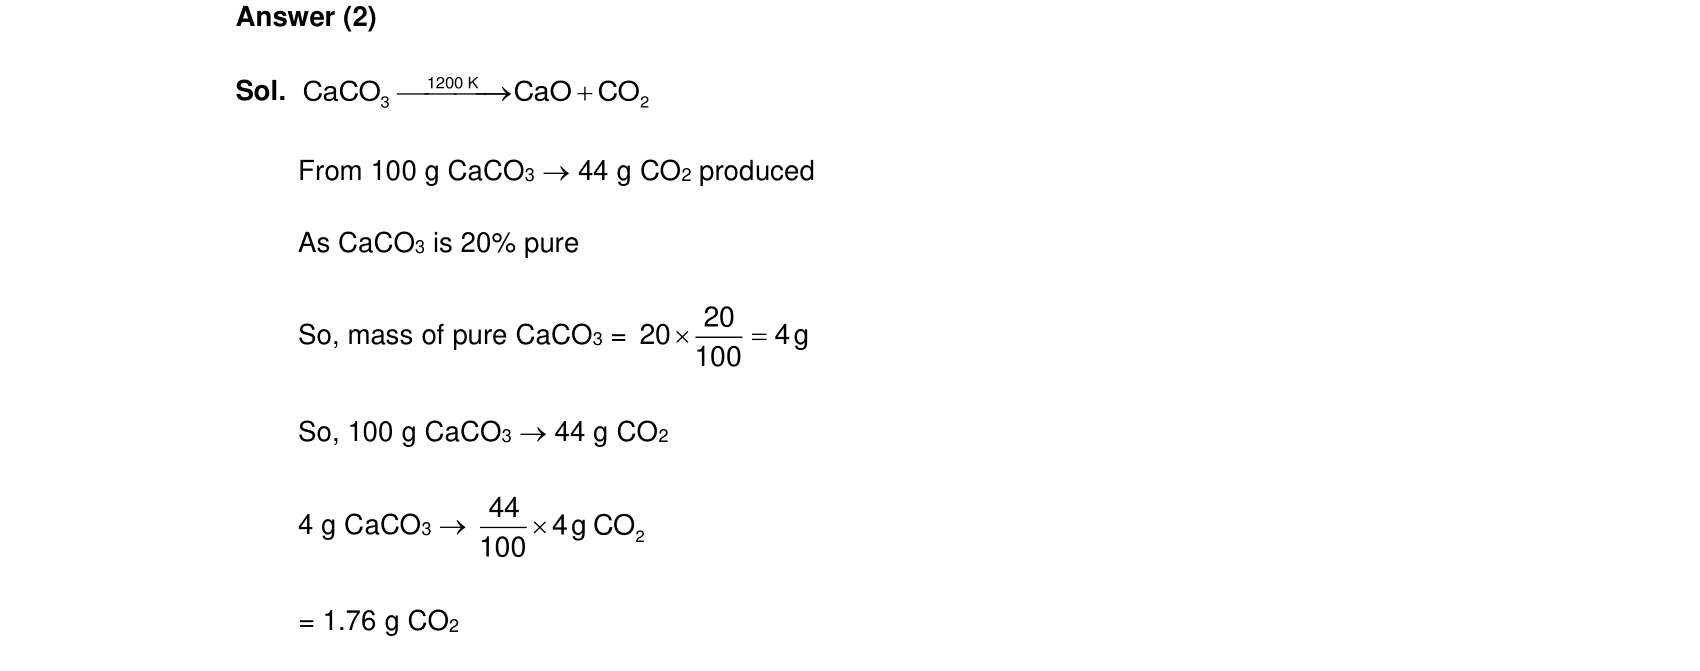 Answer (2)
Sol. CaCO₃ —1200 K→ CaO + CO₂
From 100 g CaCO₃ → 44 g CO₂ produced
As CaCO₃ is 20% pure
So, mass of pure CaCO₃ = 20 × 20/100 = 4 g
So, 100 g CaCO₃ → 44 g CO₂
4 g CaCO₃ → 44/100 × 4 g CO₂
= 1.76 g CO₂